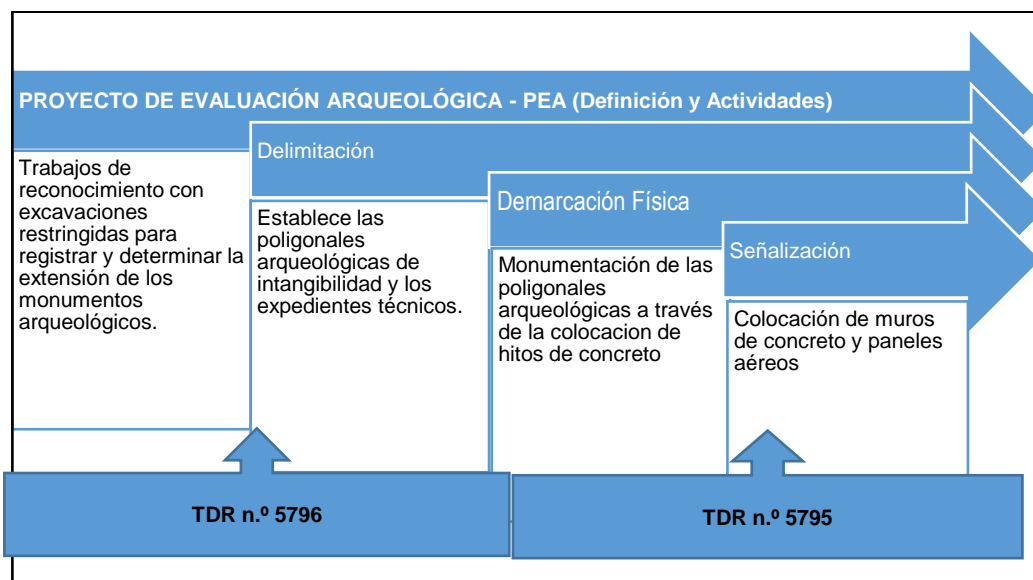 PROYECTO DE EVALUACIÓN ARQUEOLÓGICA - PEA (Definición y Actividades)
Trabajos de
reconocimiento con
excavaciones
restringidas para
registrar y determinar la
extensión de los
monumentos
arqueológicos.
Delimitación
Establece las
poligonales
arqueológicas de
intangibilidad y los
expedientes técnicos.
Demarcación Física
Monumentación de las
poligonales
arqueológicas a través
de la colocacion de
hitos de concreto
Señalización
Colocación de muros
de concreto y paneles
aéreos
TDR n.º 5796
TDR n.º 5795